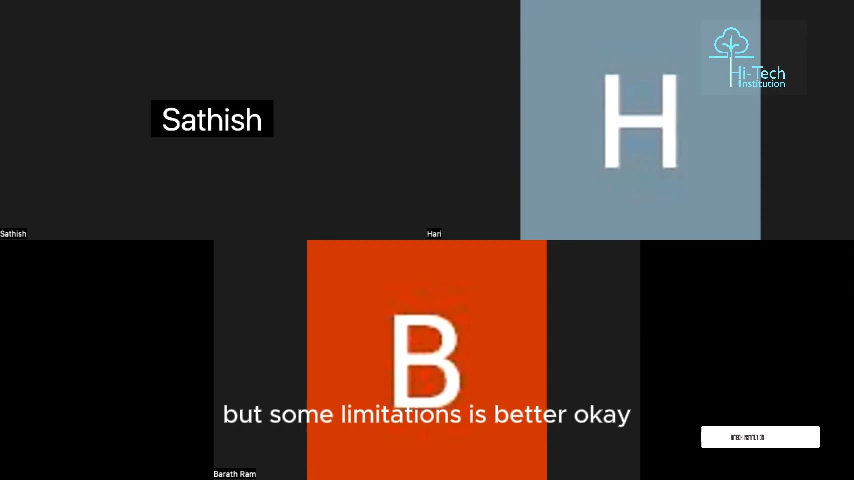 Sathish
H
Hi-Tech
Institution
Sathish
Hari
B
but some limitations is better okay
Barath Ram